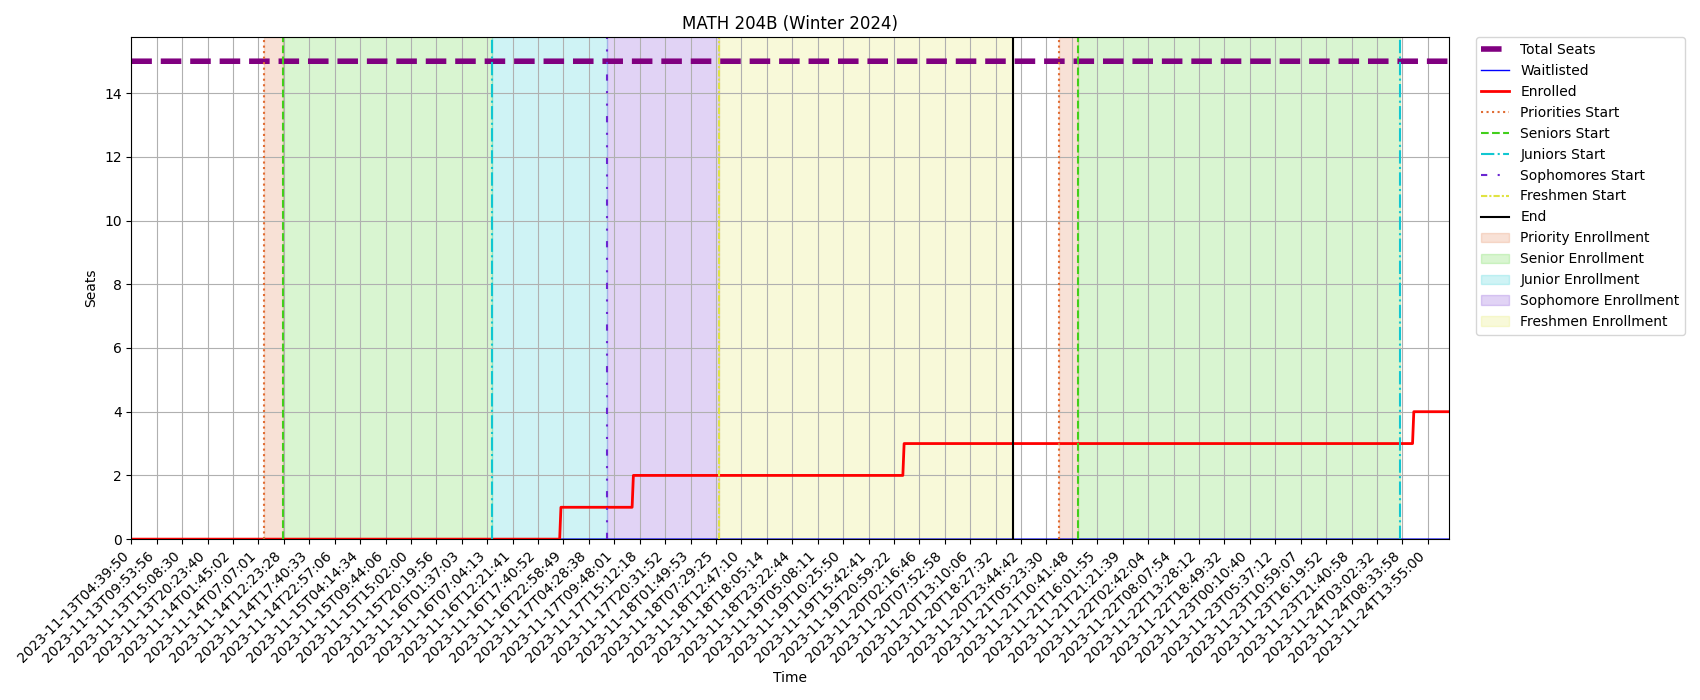 MATH 204B (Winter 2024)
Seats
14
12
10
8
6
4
2
0
2023-11-13T04:39:50
2023-11-13T09:53:56
2023-11-13T15:08:30
2023-11-13T20:23:40
2023-11-14T01:45:02
2023-11-14T07:07:01
2023-11-14T12:23:28
2023-11-14T17:40:33
2023-11-14T22:57:06
2023-11-15T04:14:34
2023-11-15T09:44:06
2023-11-15T15:02:00
2023-11-15T20:19:56
2023-11-16T01:37:03
2023-11-16T07:04:13
2023-11-16T12:21:41
2023-11-16T17:40:52
2023-11-16T22:58:49
2023-11-17T04:28:38
2023-11-17T09:48:01
2023-11-17T15:12:18
2023-11-17T20:31:52
2023-11-18T01:49:53
2023-11-18T07:29:25
2023-11-18T12:47:10
2023-11-18T18:05:14
2023-11-18T23:22:44
2023-11-19T05:08:11
2023-11-19T10:25:50
2023-11-19T15:42:41
2023-11-19T20:59:22
2023-11-20T02:16:46
2023-11-20T07:52:58
2023-11-20T13:10:06
2023-11-20T18:27:32
2023-11-20T23:44:42
2023-11-21T05:23:30
2023-11-21T10:41:48
2023-11-21T16:01:55
2023-11-21T21:21:39
2023-11-22T02:42:04
2023-11-22T08:07:54
2023-11-22T13:28:12
2023-11-22T18:49:32
2023-11-23T00:10:40
2023-11-23T05:37:12
2023-11-23T10:59:07
2023-11-23T16:19:52
2023-11-23T21:40:58
2023-11-24T03:02:32
2023-11-24T08:33:58
2023-11-24T13:55:00
Time
Total Seats
Waitlisted
Enrolled
Priorities Start
Seniors Start
Juniors Start
Sophomores Start
Freshmen Start
End
Priority Enrollment
Senior Enrollment
Junior Enrollment
Sophomore Enrollment
Freshmen Enrollment